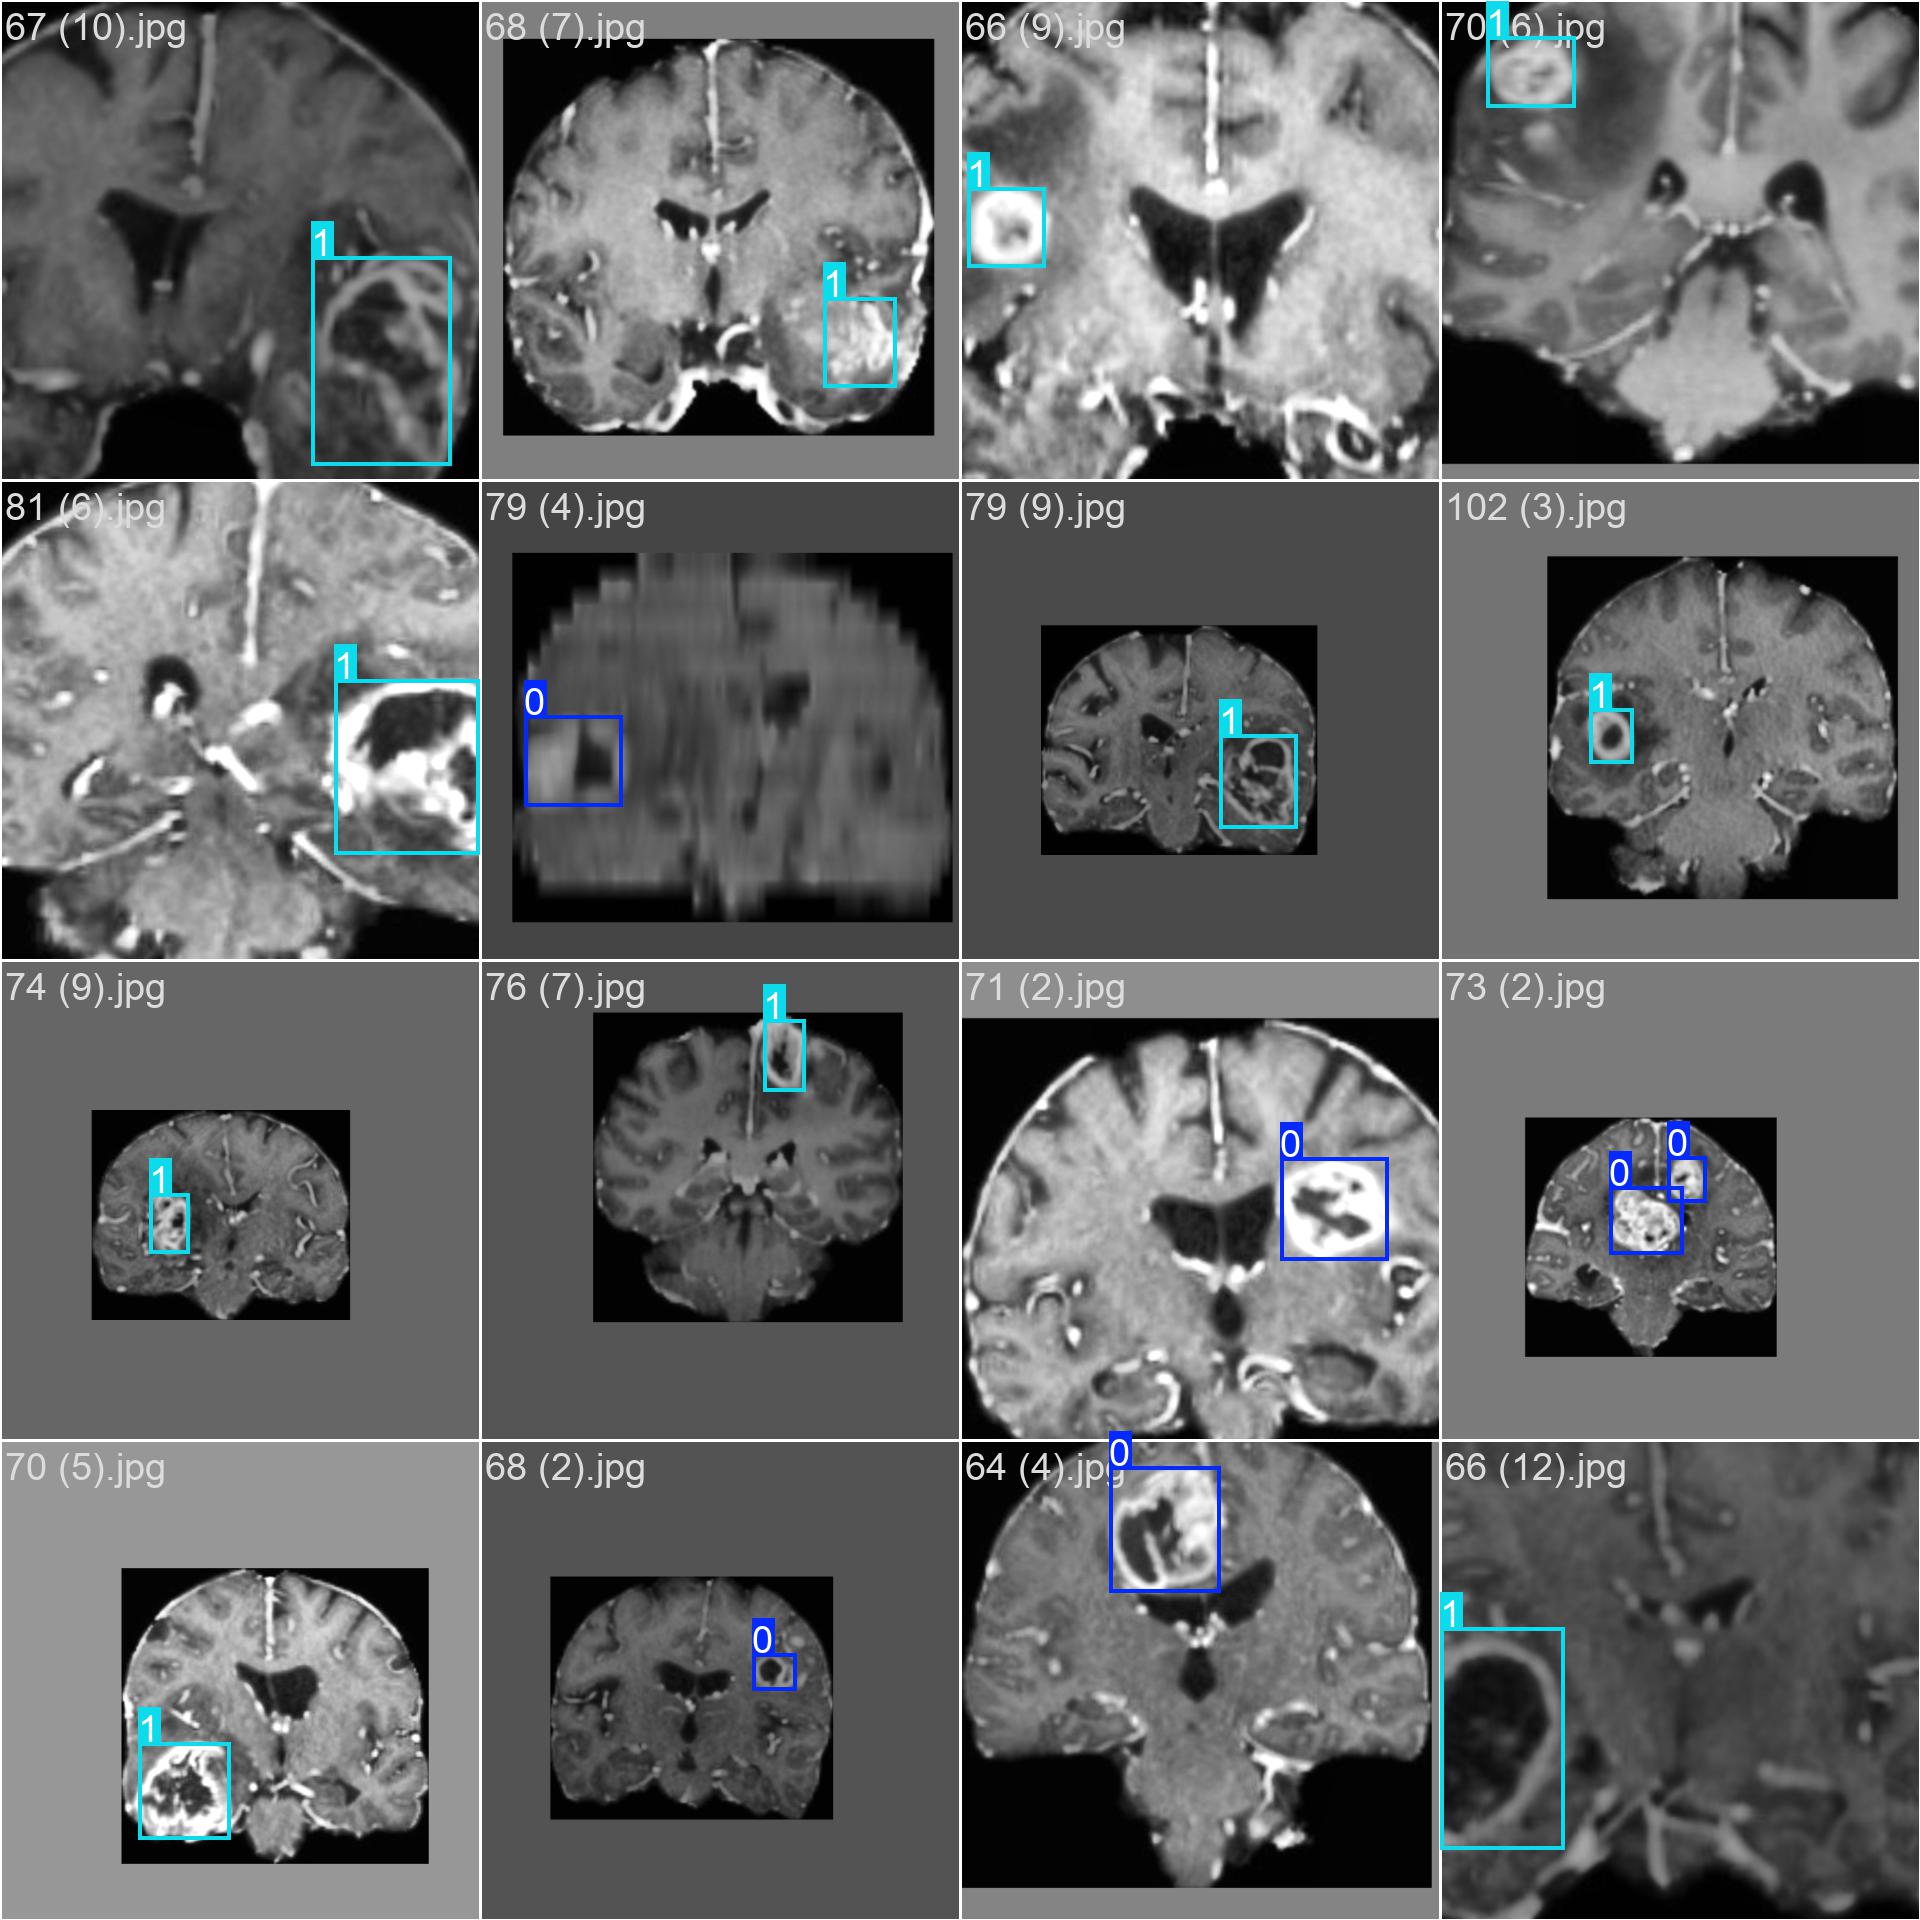 67 (10).jpg
68 (7).jpg
66 (9).jpg
70 (6).jpg
1
1
1
1
81 (6).jpg
79 (4).jpg
79 (9).jpg
102 (3).jpg
1
0
1
1
74 (9).jpg
76 (7).jpg
71 (2).jpg
73 (2).jpg
1
1
0
0
0
70 (5).jpg
68 (2).jpg
64 (4).jpg
66 (12).jpg
1
0
0
1